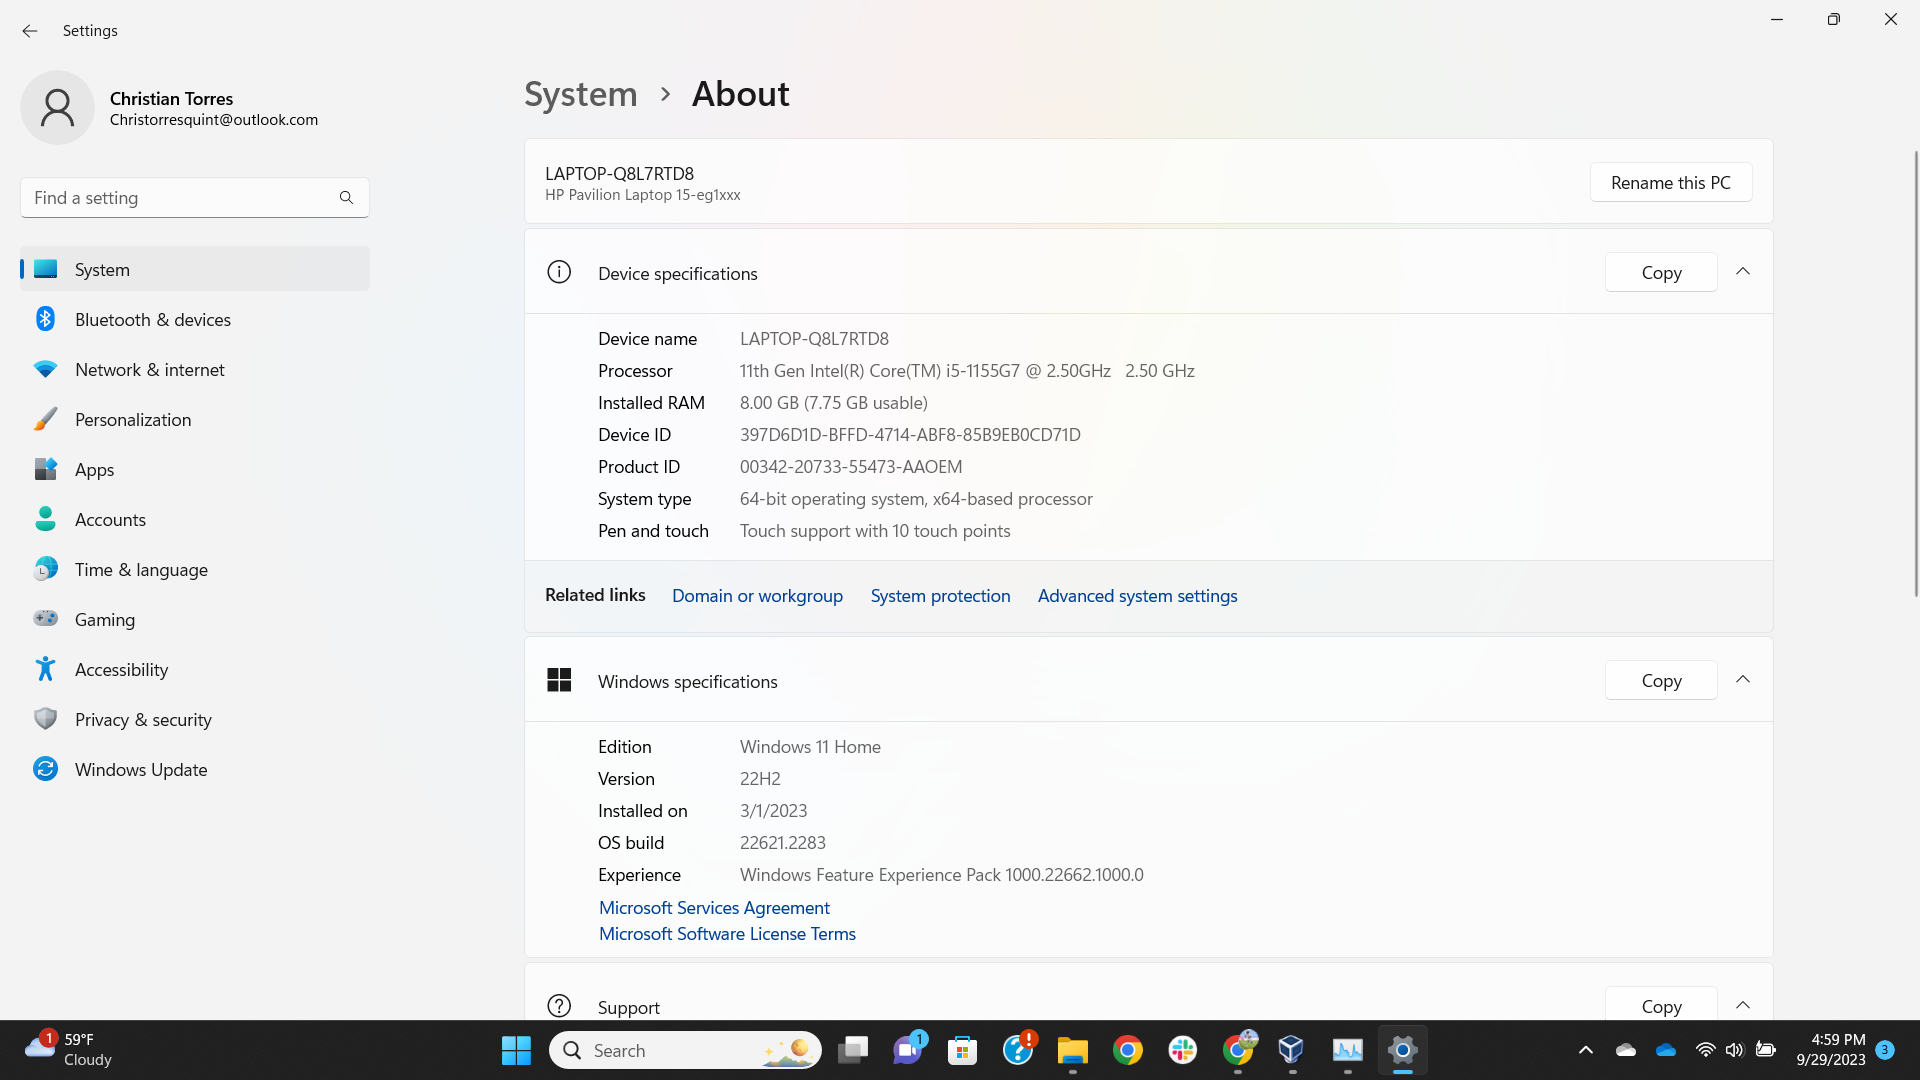 Settings
Christian Torres
Christorresquint@outlook.com
Find a setting
System
Bluetooth & devices
Network & internet
Personalization
Apps
Accounts
Time & language
Gaming
Accessibility
Privacy & security
Windows Update
System > About
LAPTOP-Q8L7RTD8
HP Pavilion Laptop 15-eg1xxx
Rename this PC
Device specifications
Copy
Device name LAPTOP-Q8L7RTD8
Processor 11th Gen Intel(R) Core(TM) i5-1155G7 @ 2.50GHz 2.50 GHz
Installed RAM 8.00 GB (7.75 GB usable)
Device ID 397D6D1D-BFFD-4714-ABF8-85B9EB0CD71D
Product ID 00342-20733-55473-AAOEM
System type 64-bit operating system, x64-based processor
Pen and touch Touch support with 10 touch points
Related links Domain or workgroup System protection Advanced system settings
Windows specifications
Copy
Edition Windows 11 Home
Version 22H2
Installed on 3/1/2023
OS build 22621.2283
Experience Windows Feature Experience Pack 1000.22662.1000.0
Microsoft Services Agreement
Microsoft Software License Terms
Support
Copy
1
59°F
Cloudy
Search
1
4:59 PM
9/29/2023
3